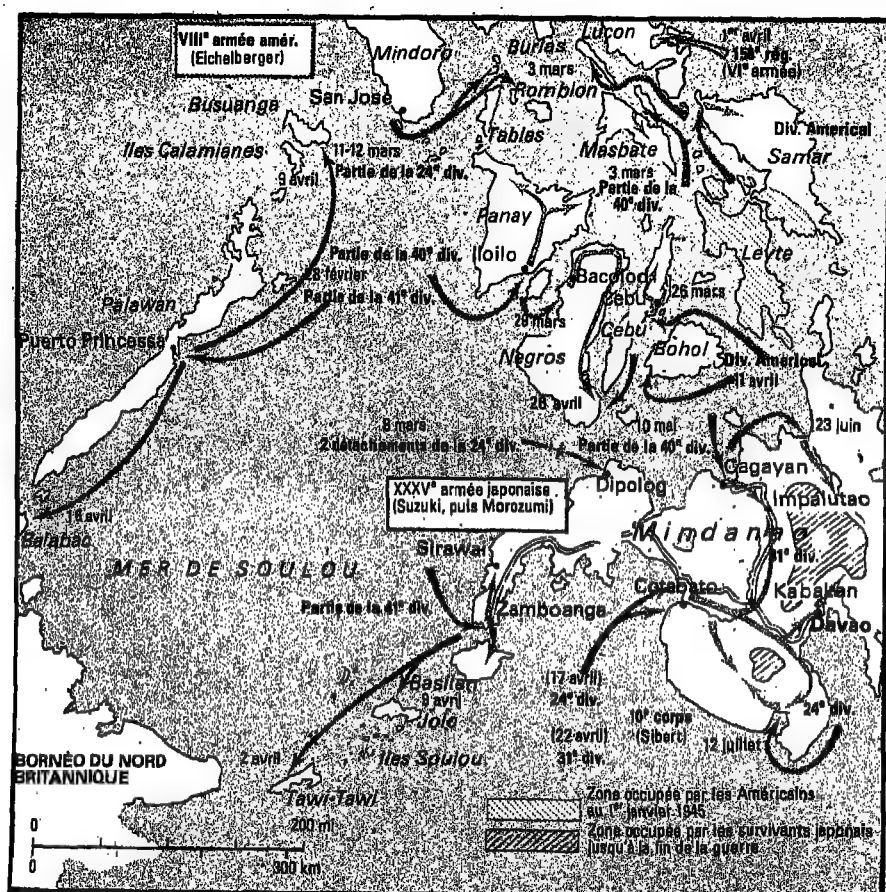 VIIIᵉ armée amér.
(Eichelberger)
Mindoro
Burias
3 mars
Romblon
Luçon
1ᵉʳ avril
158ᵉ rég.
(VIᵉ armée)
Busuanga
San José
Iles Calamianes
11-12 mars
Partie de la 24ᵉ div.
9 avril
Tablas
Masbate
3 mars
Partie de la
40ᵉ div.
Div. Americal
Samar
Panay
Iloilo
Leyte
Partie de la 40ᵉ div.
28 février
Partie de la 41ᵉ div.
Palawan
Puerto Princessa
Bacolod
Cebu
26 mars
29 mars
Cebu
Negros
Bohol
Div. Americal
11 avril
26 avril
8 mars
2 détachements de la 24ᵉ div.
10 mai
Partie de la 40ᵉ div.
23 juin
Cagayan
Dipolog
Impalutao
XXXVᵉ armée japonaise
(Suzuki, puis Morozumi)
16 avril
Balabac
MER DE SOULOU
Sirawai
Mindanao
31ᵉ div.
Cotabato
Kabakan
Partie de la 41ᵉ div.
Zamboanga
Davao
Basilan
9 avril
Jolo
(17 avril)
24ᵉ div.
(22 avril)
31ᵉ div.
10ᵉ corps
(Sibert)
24ᵉ div.
12 juillet
2 avril
Iles Soulou
Tawi-Tawi
BORNÉO DU NORD
BRITANNIQUE
0 200 mi
0 300 km
Zone occupée par les Américains
au 1ᵉʳ janvier 1945
Zone occupée par les survivants japonais
jusqu'à la fin de la guerre